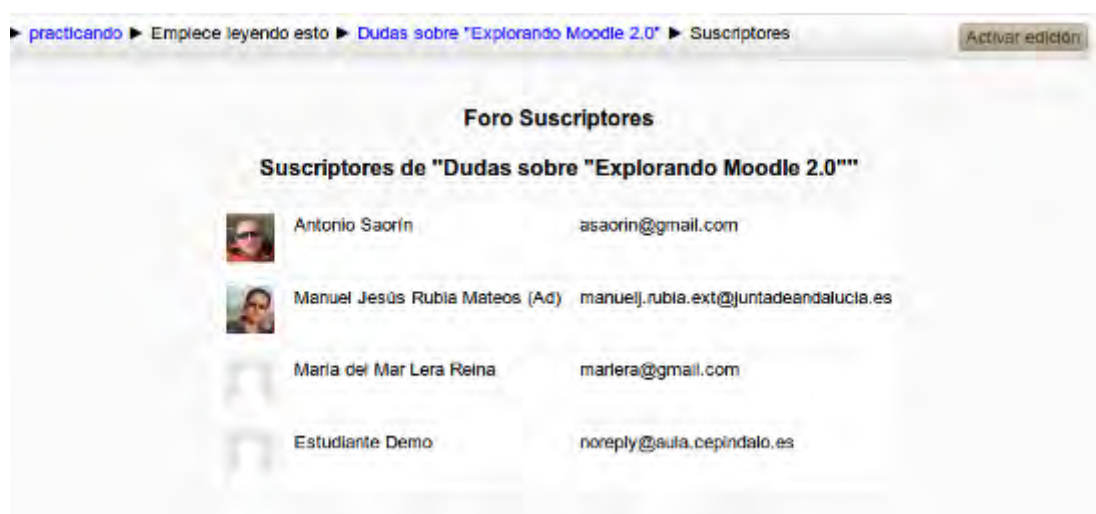 ► practicando ► Empiece leyendo esto ► Dudas sobre "Explorando Moodle 2.0" ► Suscriptores Activar edición
Foro Suscriptores
Suscriptores de "Dudas sobre "Explorando Moodle 2.0""
Antonio Saorín asaorin@gmail.com
Manuel Jesús Rubia Mateos (Ad) manuelj.rubia.ext@juntadeandalucia.es
María del Mar Lera Reina marlera@gmail.com
Estudiante Demo noreply@aula.cepindalo.es